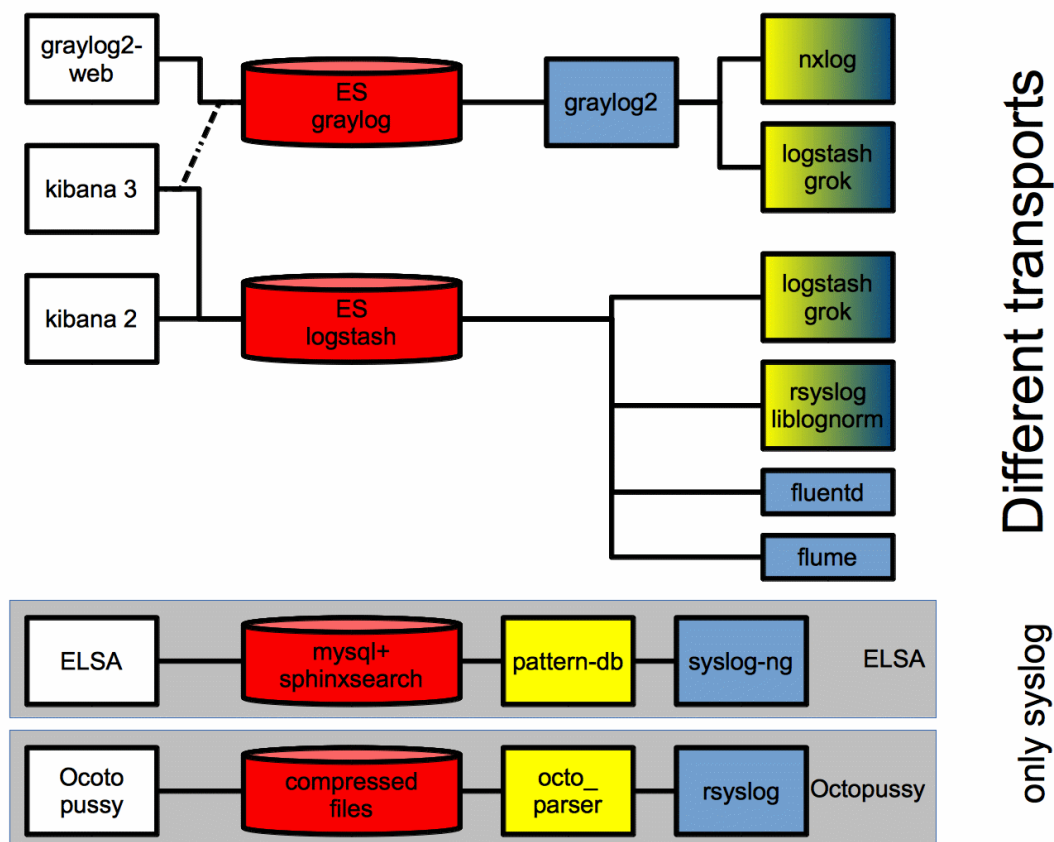 graylog2-
web
ES
graylog
graylog2
nxlog
logstash
grok
kibana 3
kibana 2
ES
logstash
logstash
grok
rsyslog
liblognorm
fluentd
flume
Different transports
ELSA
mysql+
sphinxsearch
pattern-db
syslog-ng
ELSA
Ocoto
pussy
compressed
files
octo_
parser
rsyslog
Octopussy
only syslog